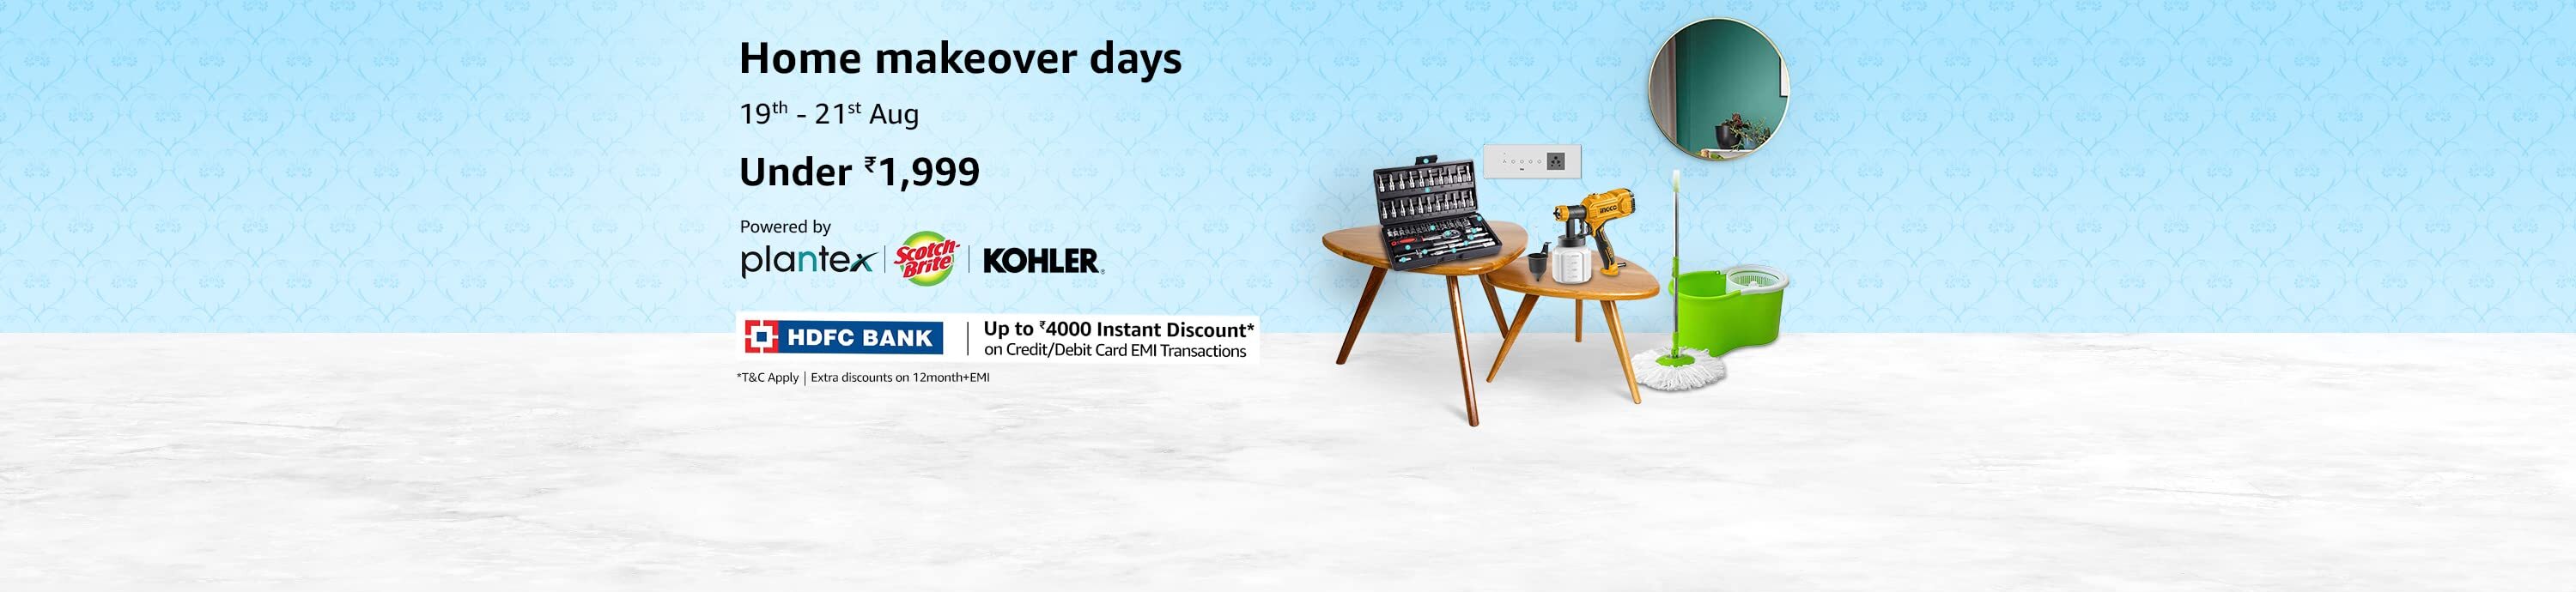 Home makeover days
19th - 21st Aug
Under ₹1,999
Powered by
plantex | Scotch-Brite | KOHLER
HDFC BANK | Up to ₹4000 Instant Discount*
on Credit/Debit Card EMI Transactions
*T&C Apply | Extra discounts on 12month+EMI
INGCO